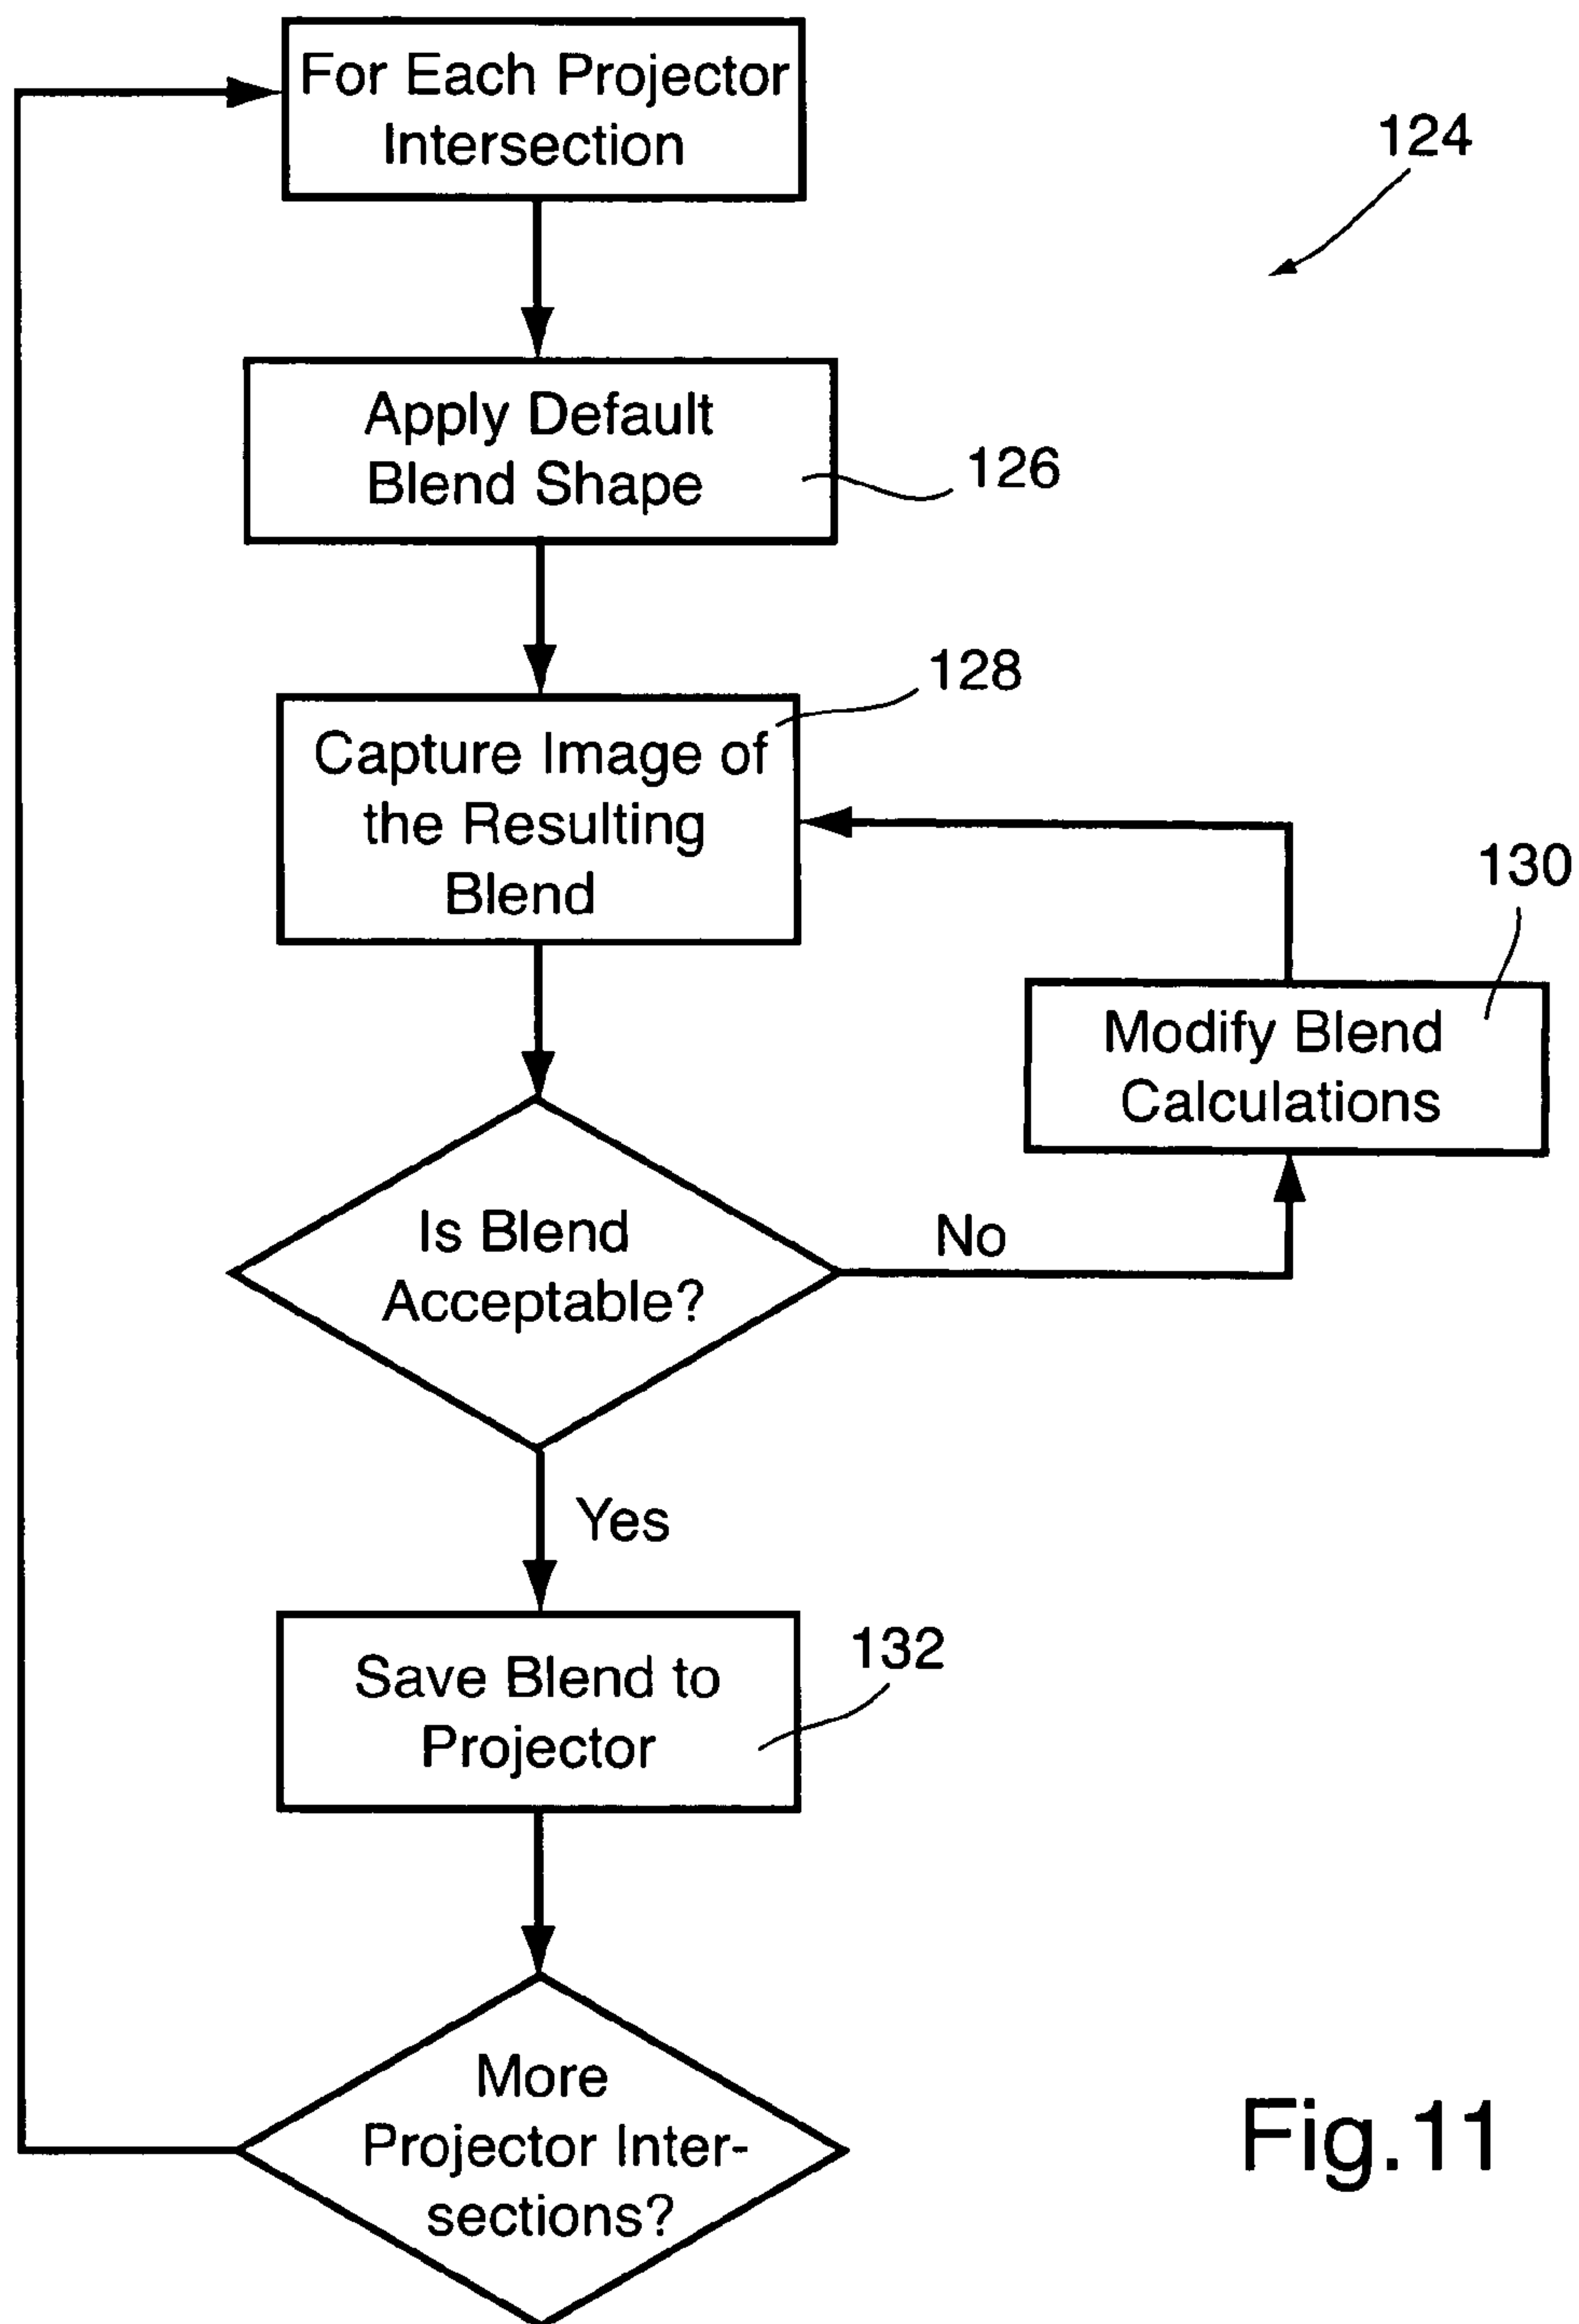 For Each Projector
Intersection
124
Apply Default
Blend Shape
126
128
Capture Image of
the Resulting
Blend
130
Modify Blend
Calculations
Is Blend
Acceptable?
No
Yes
132
Save Blend to
Projector
More
Projector Inter-
sections?
Fig.11